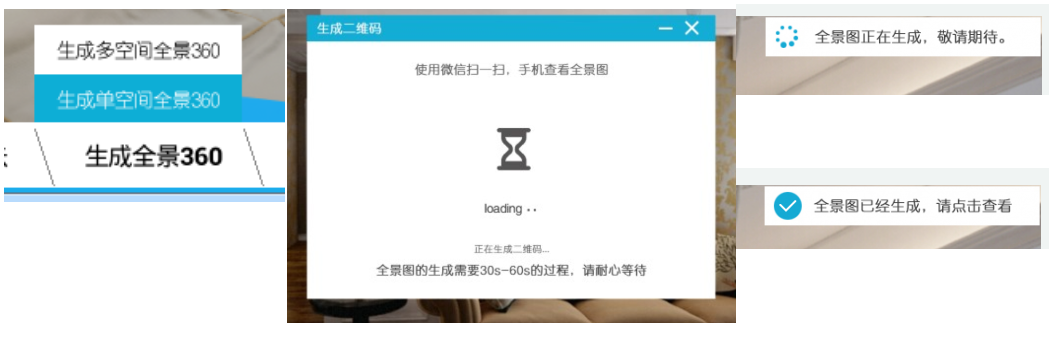 生成多空间全景360
生成单空间全景360
生成全景360
生成二维码
使用微信扫一扫，手机查看全景图
loading ··
正在生成二维码...
全景图的生成需要30s-60s的过程，请耐心等待
全景图正在生成，敬请期待。
全景图已经生成，请点击查看